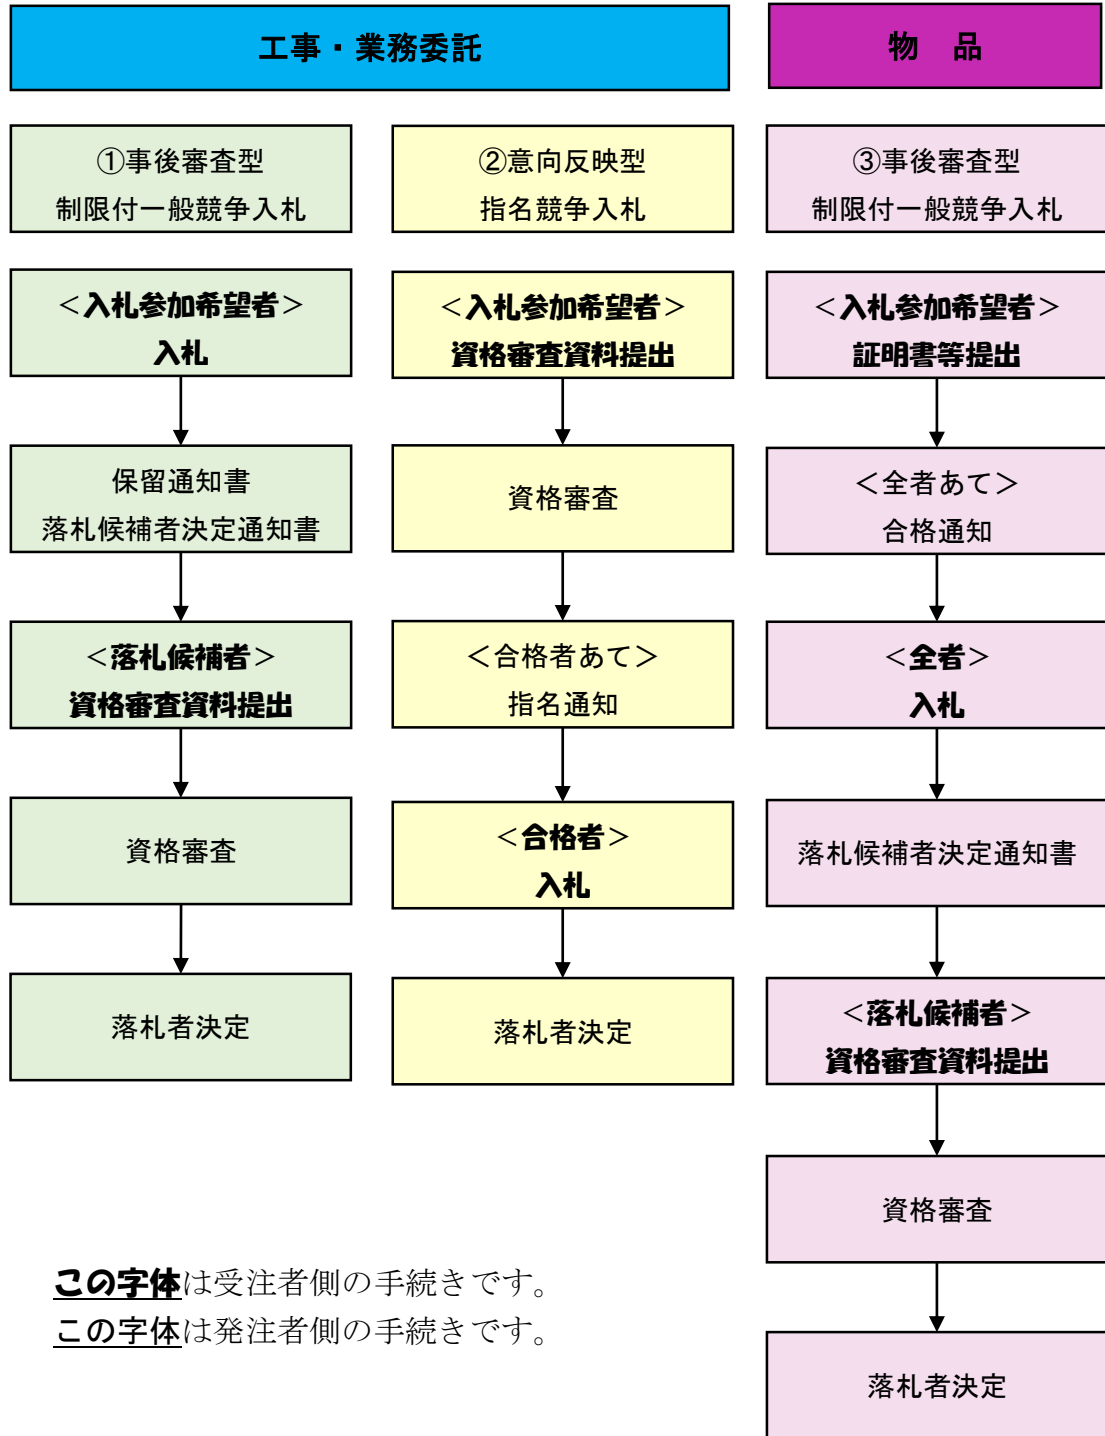 工事・業務委託
物　品
①事後審査型
制限付一般競争入札
②意向反映型
指名競争入札
③事後審査型
制限付一般競争入札
＜入札参加希望者＞
入札
保留通知書
落札候補者決定通知書
＜落札候補者＞
資格審査資料提出
資格審査
落札者決定
＜入札参加希望者＞
資格審査資料提出
資格審査
＜合格者あて＞
指名通知
＜合格者＞
入札
落札者決定
＜入札参加希望者＞
証明書等提出
＜全者あて＞
合格通知
＜全者＞
入札
落札候補者決定通知書
＜落札候補者＞
資格審査資料提出
資格審査
落札者決定
この字体は受注者側の手続きです。
この字体は発注者側の手続きです。